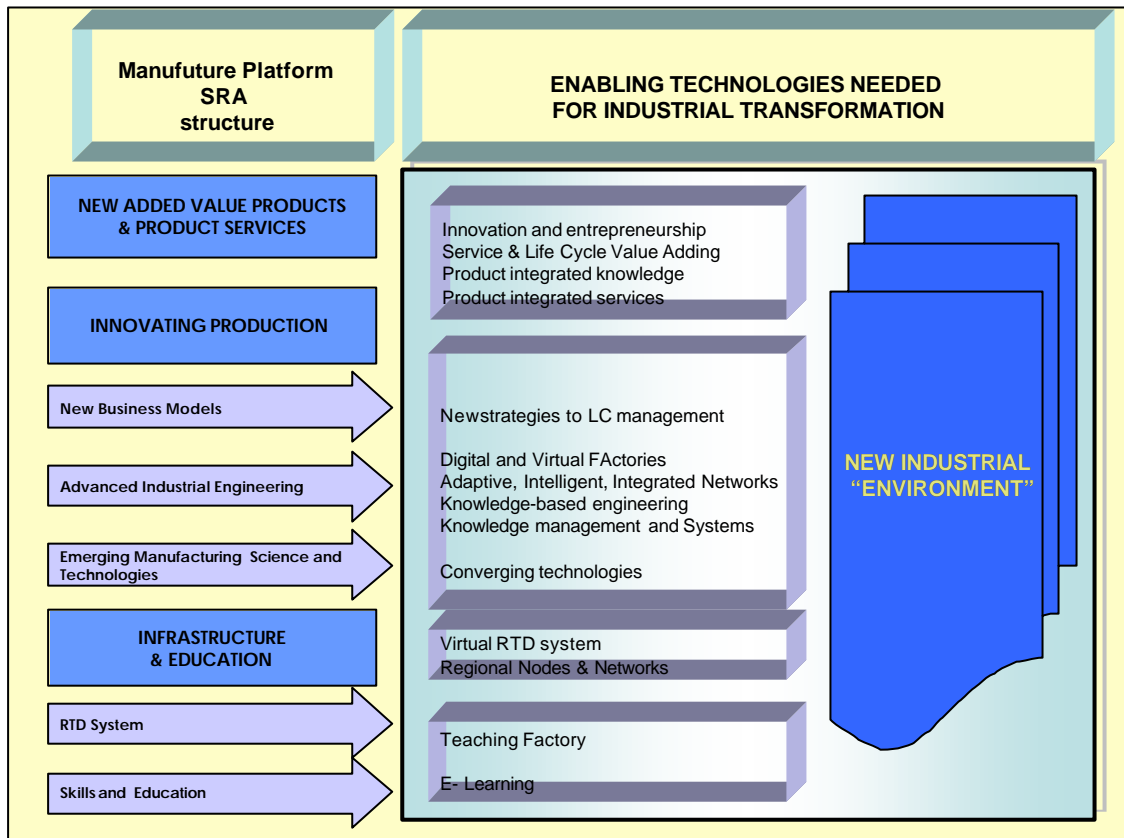 Manufuture Platform
SRA
structure
ENABLING TECHNOLOGIES NEEDED
FOR INDUSTRIAL TRANSFORMATION
NEW ADDED VALUE PRODUCTS
& PRODUCT SERVICES
INNOVATING PRODUCTION
New Business Models
Advanced Industrial Engineering
Emerging Manufacturing Science and
Technologies
INFRASTRUCTURE
& EDUCATION
RTD System
Skills and Education
Innovation and entrepreneurship
Service & Life Cycle Value Adding
Product integrated knowledge
Product integrated services
Newstrategies to LC management
Digital and Virtual FActories
Adaptive, Intelligent, Integrated Networks
Knowledge-based engineering
Knowledge management and Systems
Converging technologies
Virtual RTD system
Regional Nodes & Networks
Teaching Factory
E- Learning
NEW INDUSTRIAL
“ENVIRONMENT”